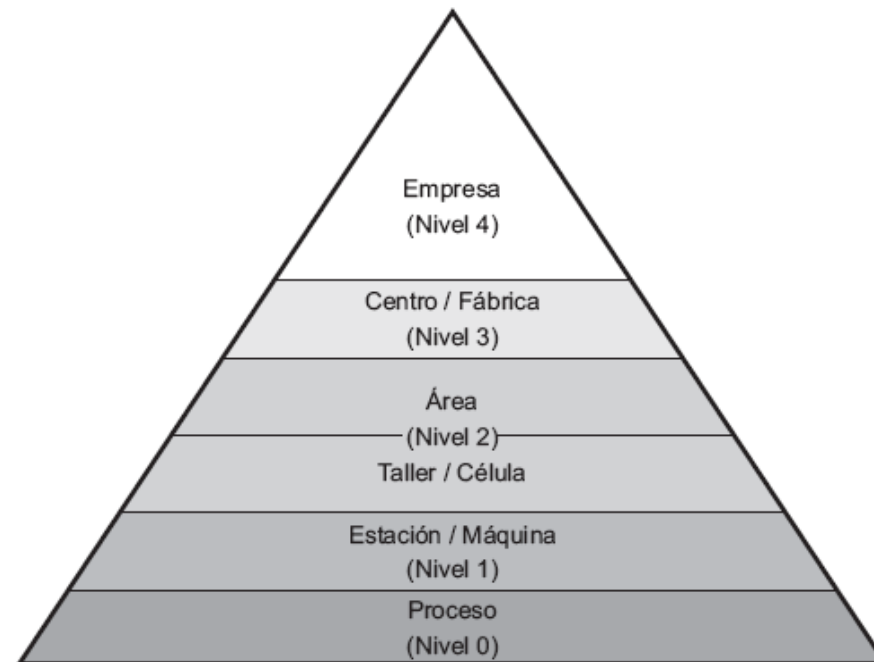 Empresa
(Nivel 4)
Centro / Fábrica
(Nivel 3)
Área
(Nivel 2)
Taller / Célula
Estación / Máquina
(Nivel 1)
Proceso
(Nivel 0)